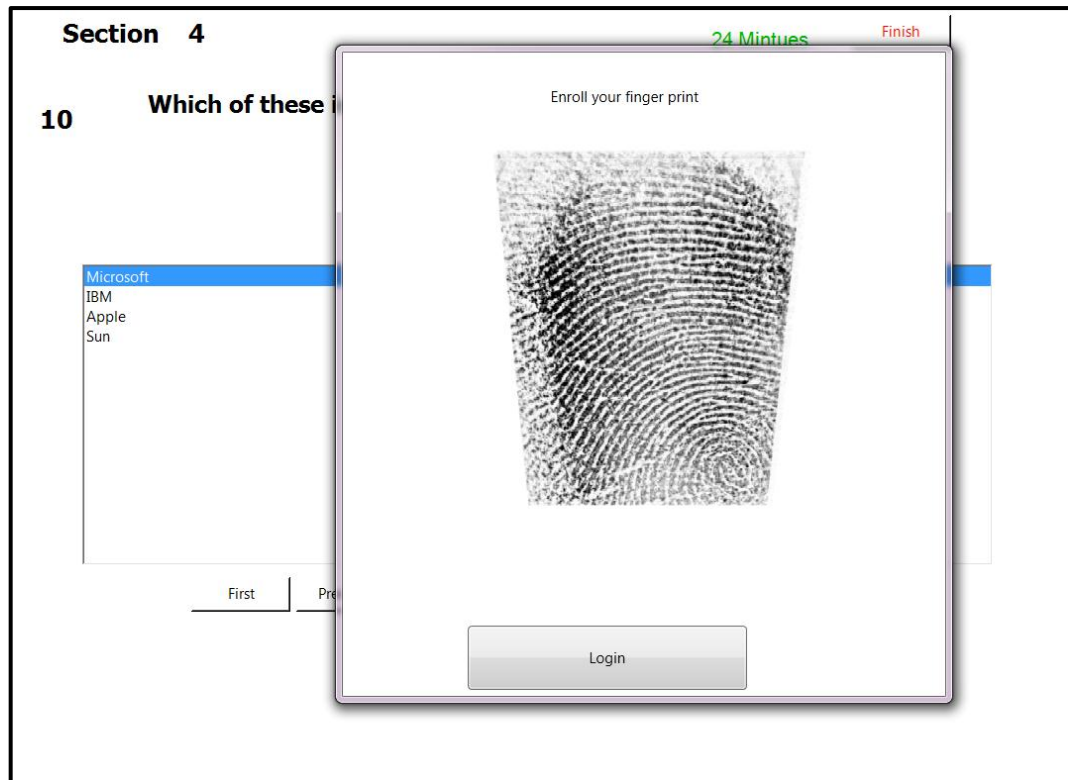 Section 4
24 Mintues
Finish
10
Which of these
Enroll your finger print
Microsoft
IBM
Apple
Sun
First
Login